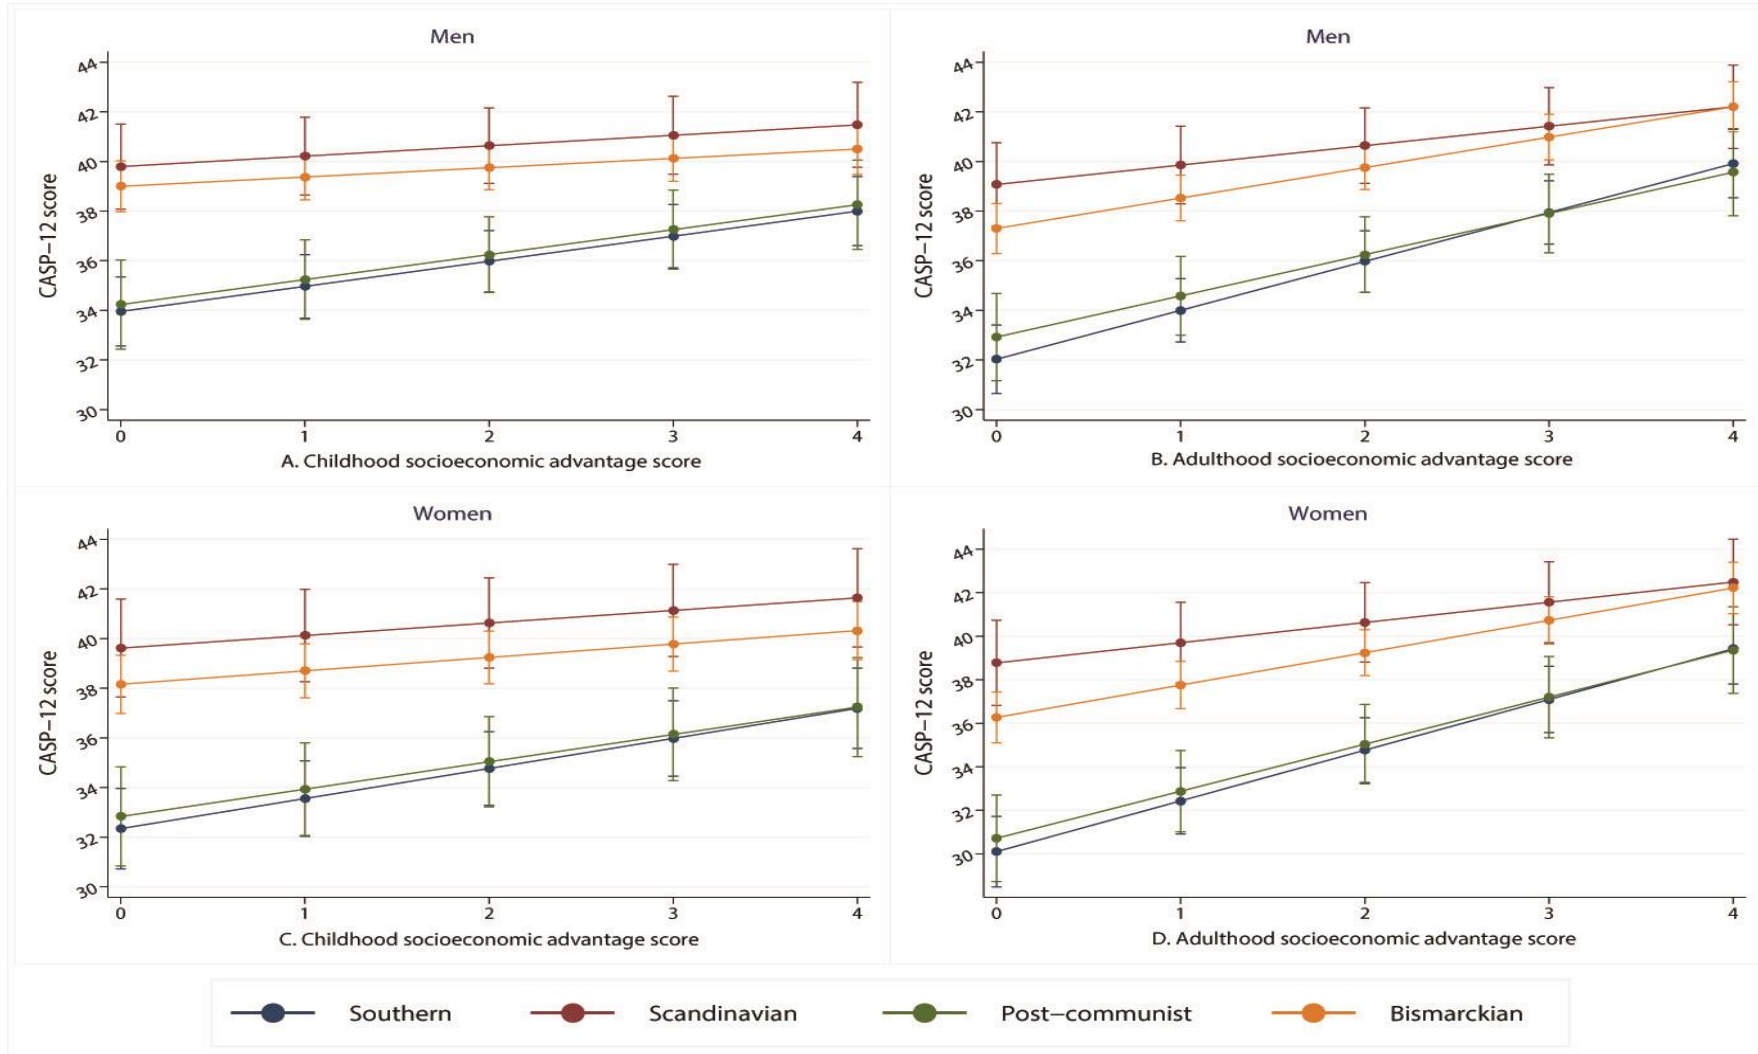 Men
44
42
40
38
36
34
32
30
CASP–12 score
0 1 2 3 4
A. Childhood socioeconomic advantage score
Men
44
42
40
38
36
34
32
30
CASP–12 score
0 1 2 3 4
B. Adulthood socioeconomic advantage score
Women
44
42
40
38
36
34
32
30
CASP–12 score
0 1 2 3 4
C. Childhood socioeconomic advantage score
Women
44
42
40
38
36
34
32
30
CASP–12 score
0 1 2 3 4
D. Adulthood socioeconomic advantage score
Southern Scandinavian Post–communist Bismarckian